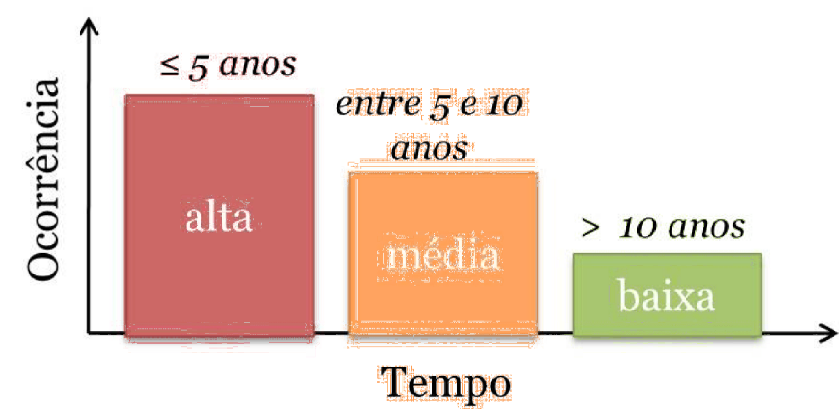 Ocorrência
≤ 5 anos
alta
entre 5 e 10
anos
média
> 10 anos
baixa
Tempo